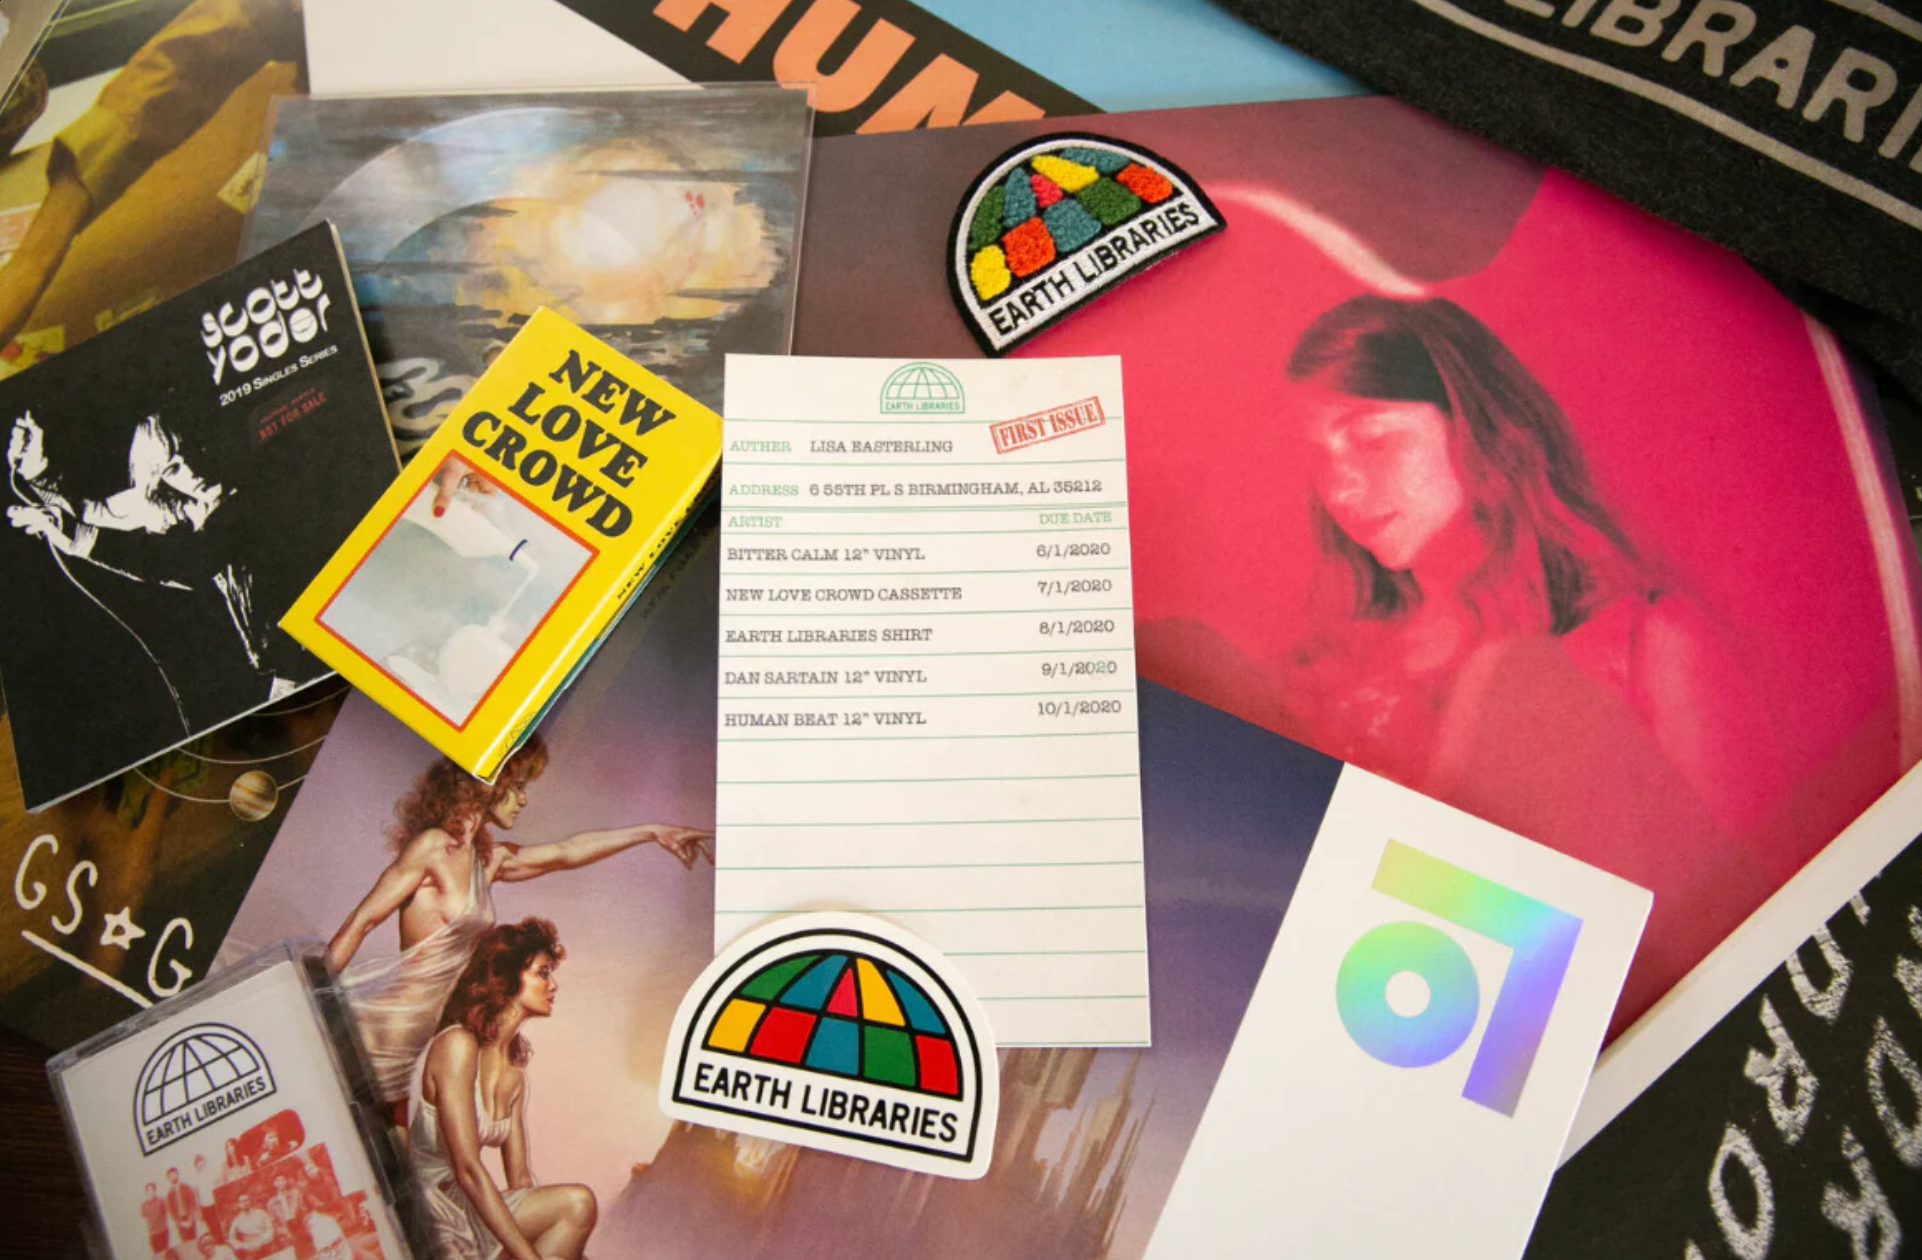 HUM
LIBRARI
EARTH LIBRARIES
scott
yoder
2019 SINGLES SERIES
NOT FOR SALE
NEW
LOVE
CROWD
EARTH LIBRARIES
FIRST ISSUE
AUTHER LISA EASTERLING
ADDRESS 6 55TH PL S BIRMINGHAM, AL 35212
ARTIST DUE DATE
BITTER CALM 12" VINYL 6/1/2020
NEW LOVE CROWD CASSETTE 7/1/2020
EARTH LIBRARIES SHIRT 8/1/2020
DAN SARTAIN 12" VINYL 9/1/2020
HUMAN BEAT 12" VINYL 10/1/2020
GS★G
EARTH LIBRARIES
EARTH LIBRARIES